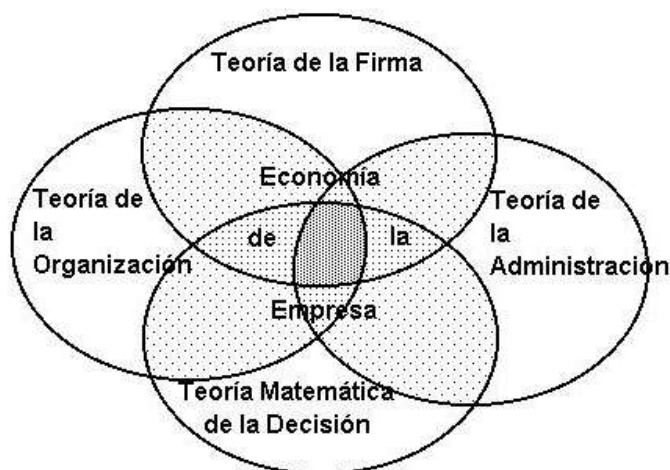 Teoría de la Firma
Economía
Teoría de
la
Organización
de
la
Teoría de
la
Administración
Empresa
Teoría Matemática
de la Decisión